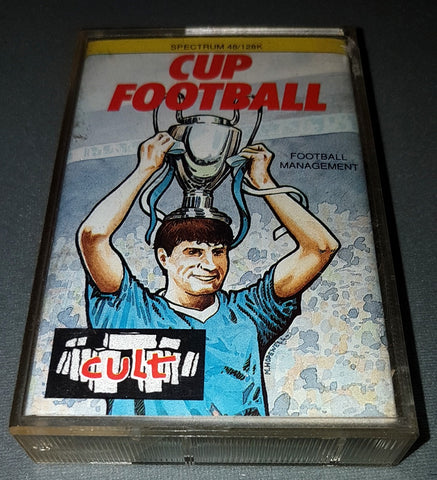 SPECTRUM 48/128K
CUP
FOOTBALL
FOOTBALL
MANAGEMENT
cult